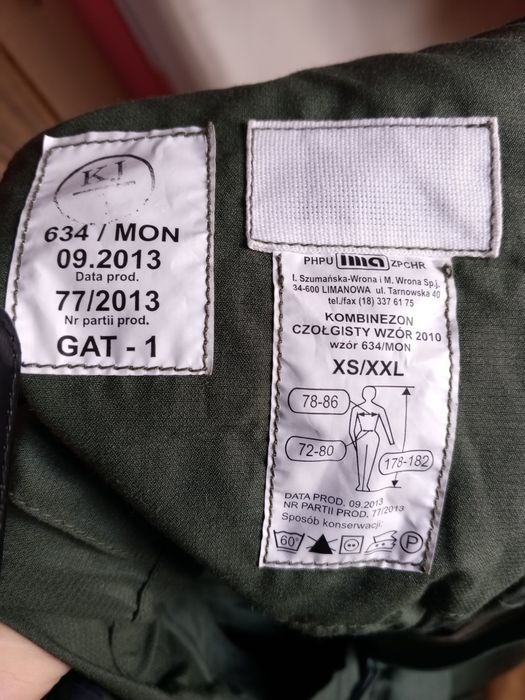 K.J
634 / MON
09.2013
Data prod.
77/2013
Nr partii prod.
GAT - 1
PHPU lma ZPCHR
I. Szumańska-Wrona i M. Wrona Sp.j.
34-600 LIMANOWA ul. Tarnowska 40
tel./fax (18) 337 61 75
KOMBINEZON
CZOŁGISTY WZÓR 2010
wzór 634/MON
XS/XXL
78-86
72-80
178-182
DATA PROD. 09.2013
NR PARTII PROD. 77/2013
Sposób konserwacji:
60° P